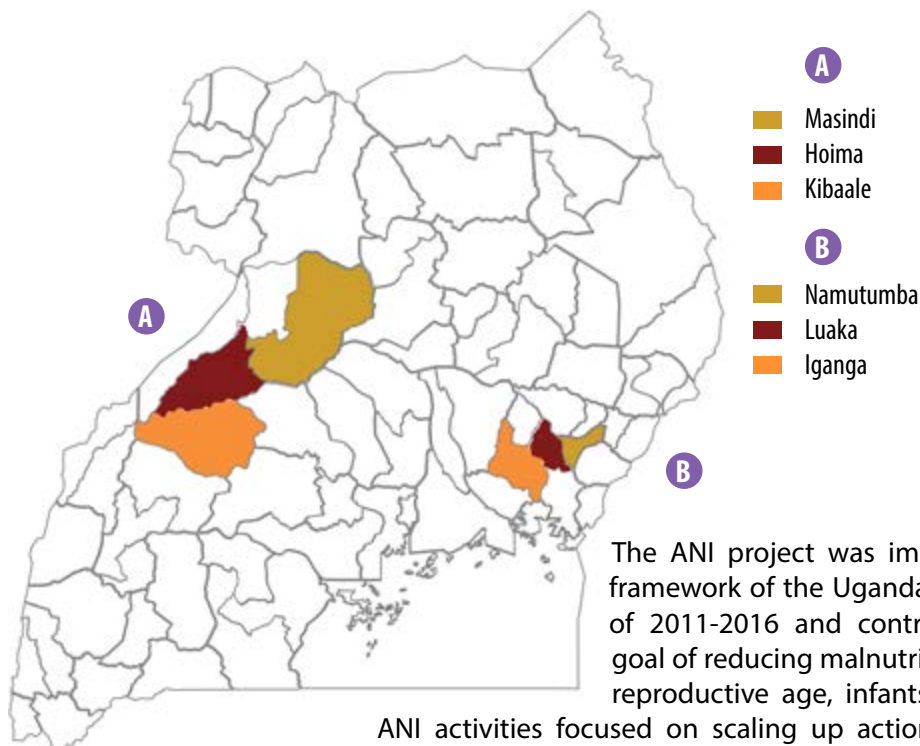 A
Masindi
Hoima
Kibaale
B
Namutumba
Luaka
Iganga
A
B
The ANI project was im
framework of the Uganda
of 2011-2016 and contr
goal of reducing malnutri
reproductive age, infants
ANI activities focused on scaling up action